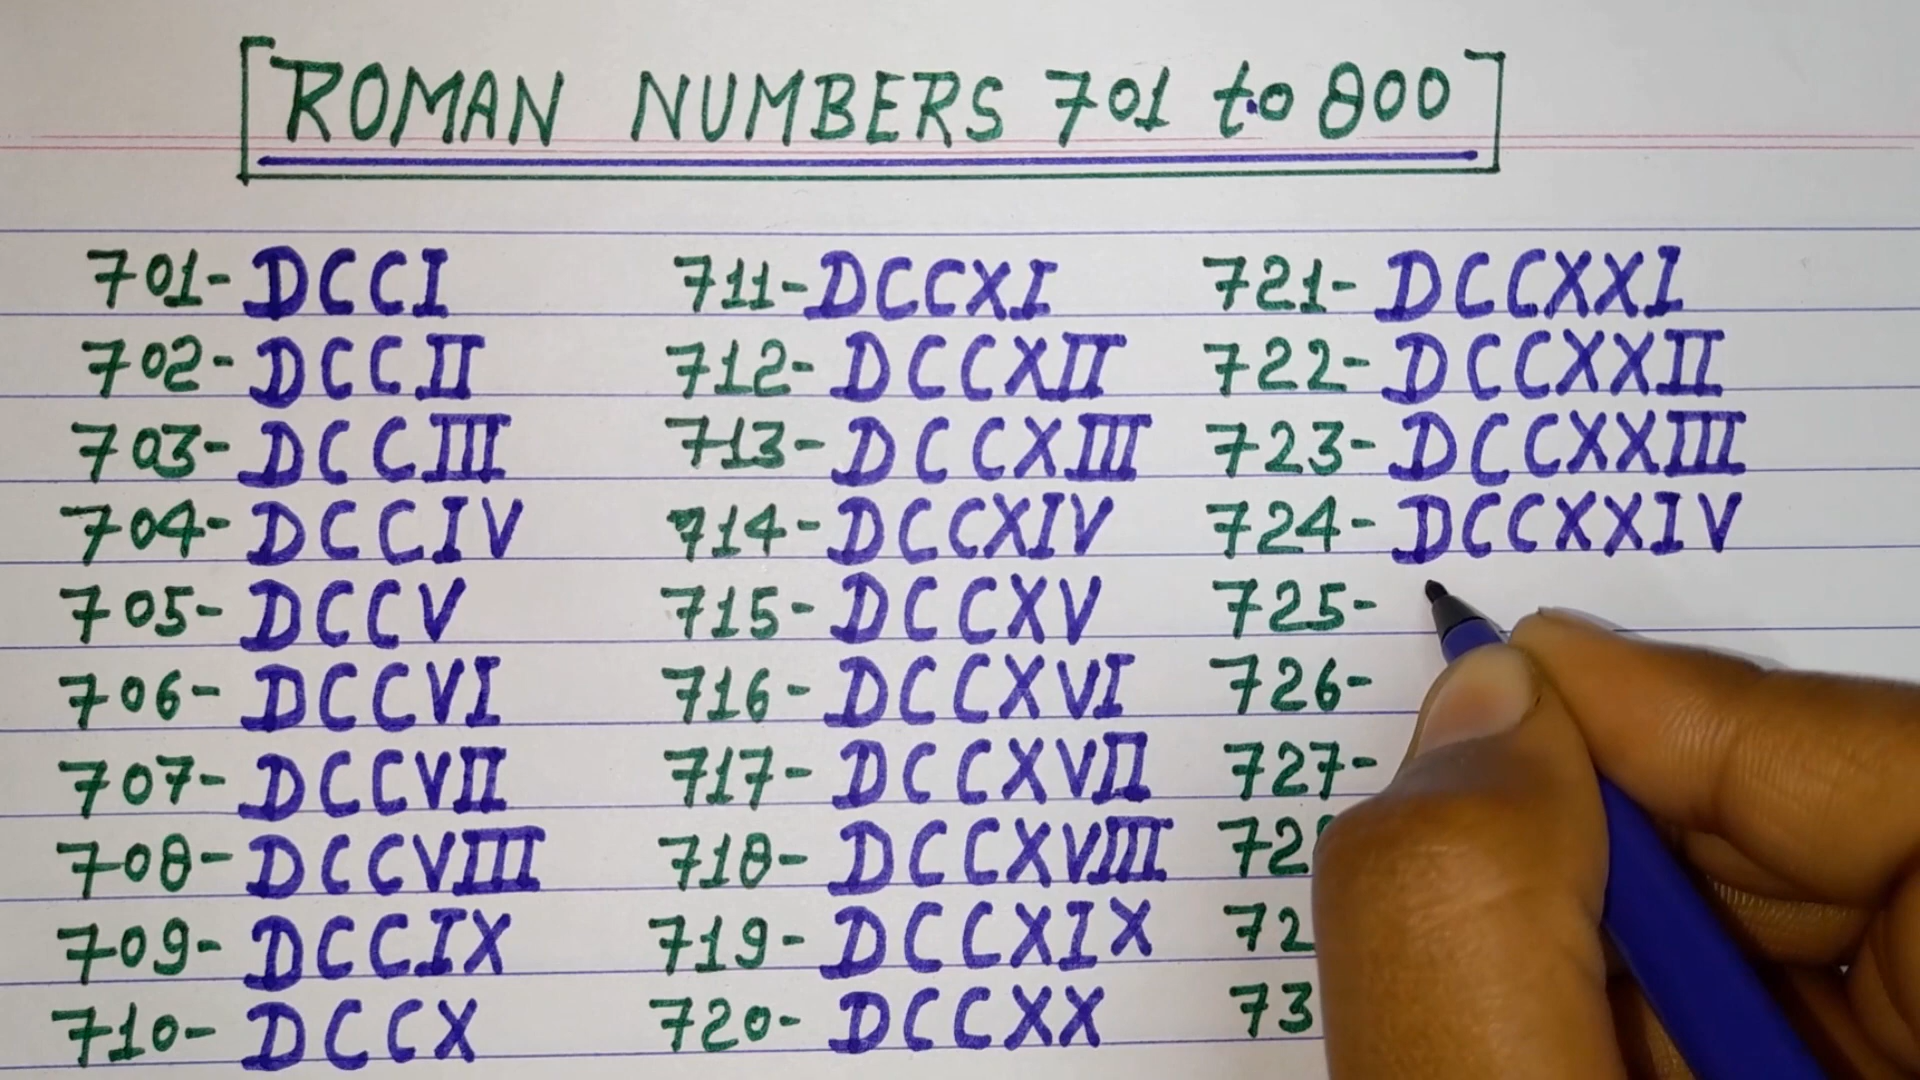 ROMAN NUMBERS 701 to 800
701- DCCI
702- DCCII
703- DCCIII
704- DCCIV
705- DCCV
706- DCCVI
707- DCCVII
708- DCCVIII
709- DCCIX
710- DCCX
711- DCCXI
712- DCCXII
713- DCCXIII
714- DCCXIV
715- DCCXV
716- DCCXVI
717- DCCXVII
718- DCCXVIII
719- DCCXIX
720- DCCXX
721- DCCXXI
722- DCCXXII
723- DCCXXIII
724- DCCXXIV
725-
726-
727-
72
73